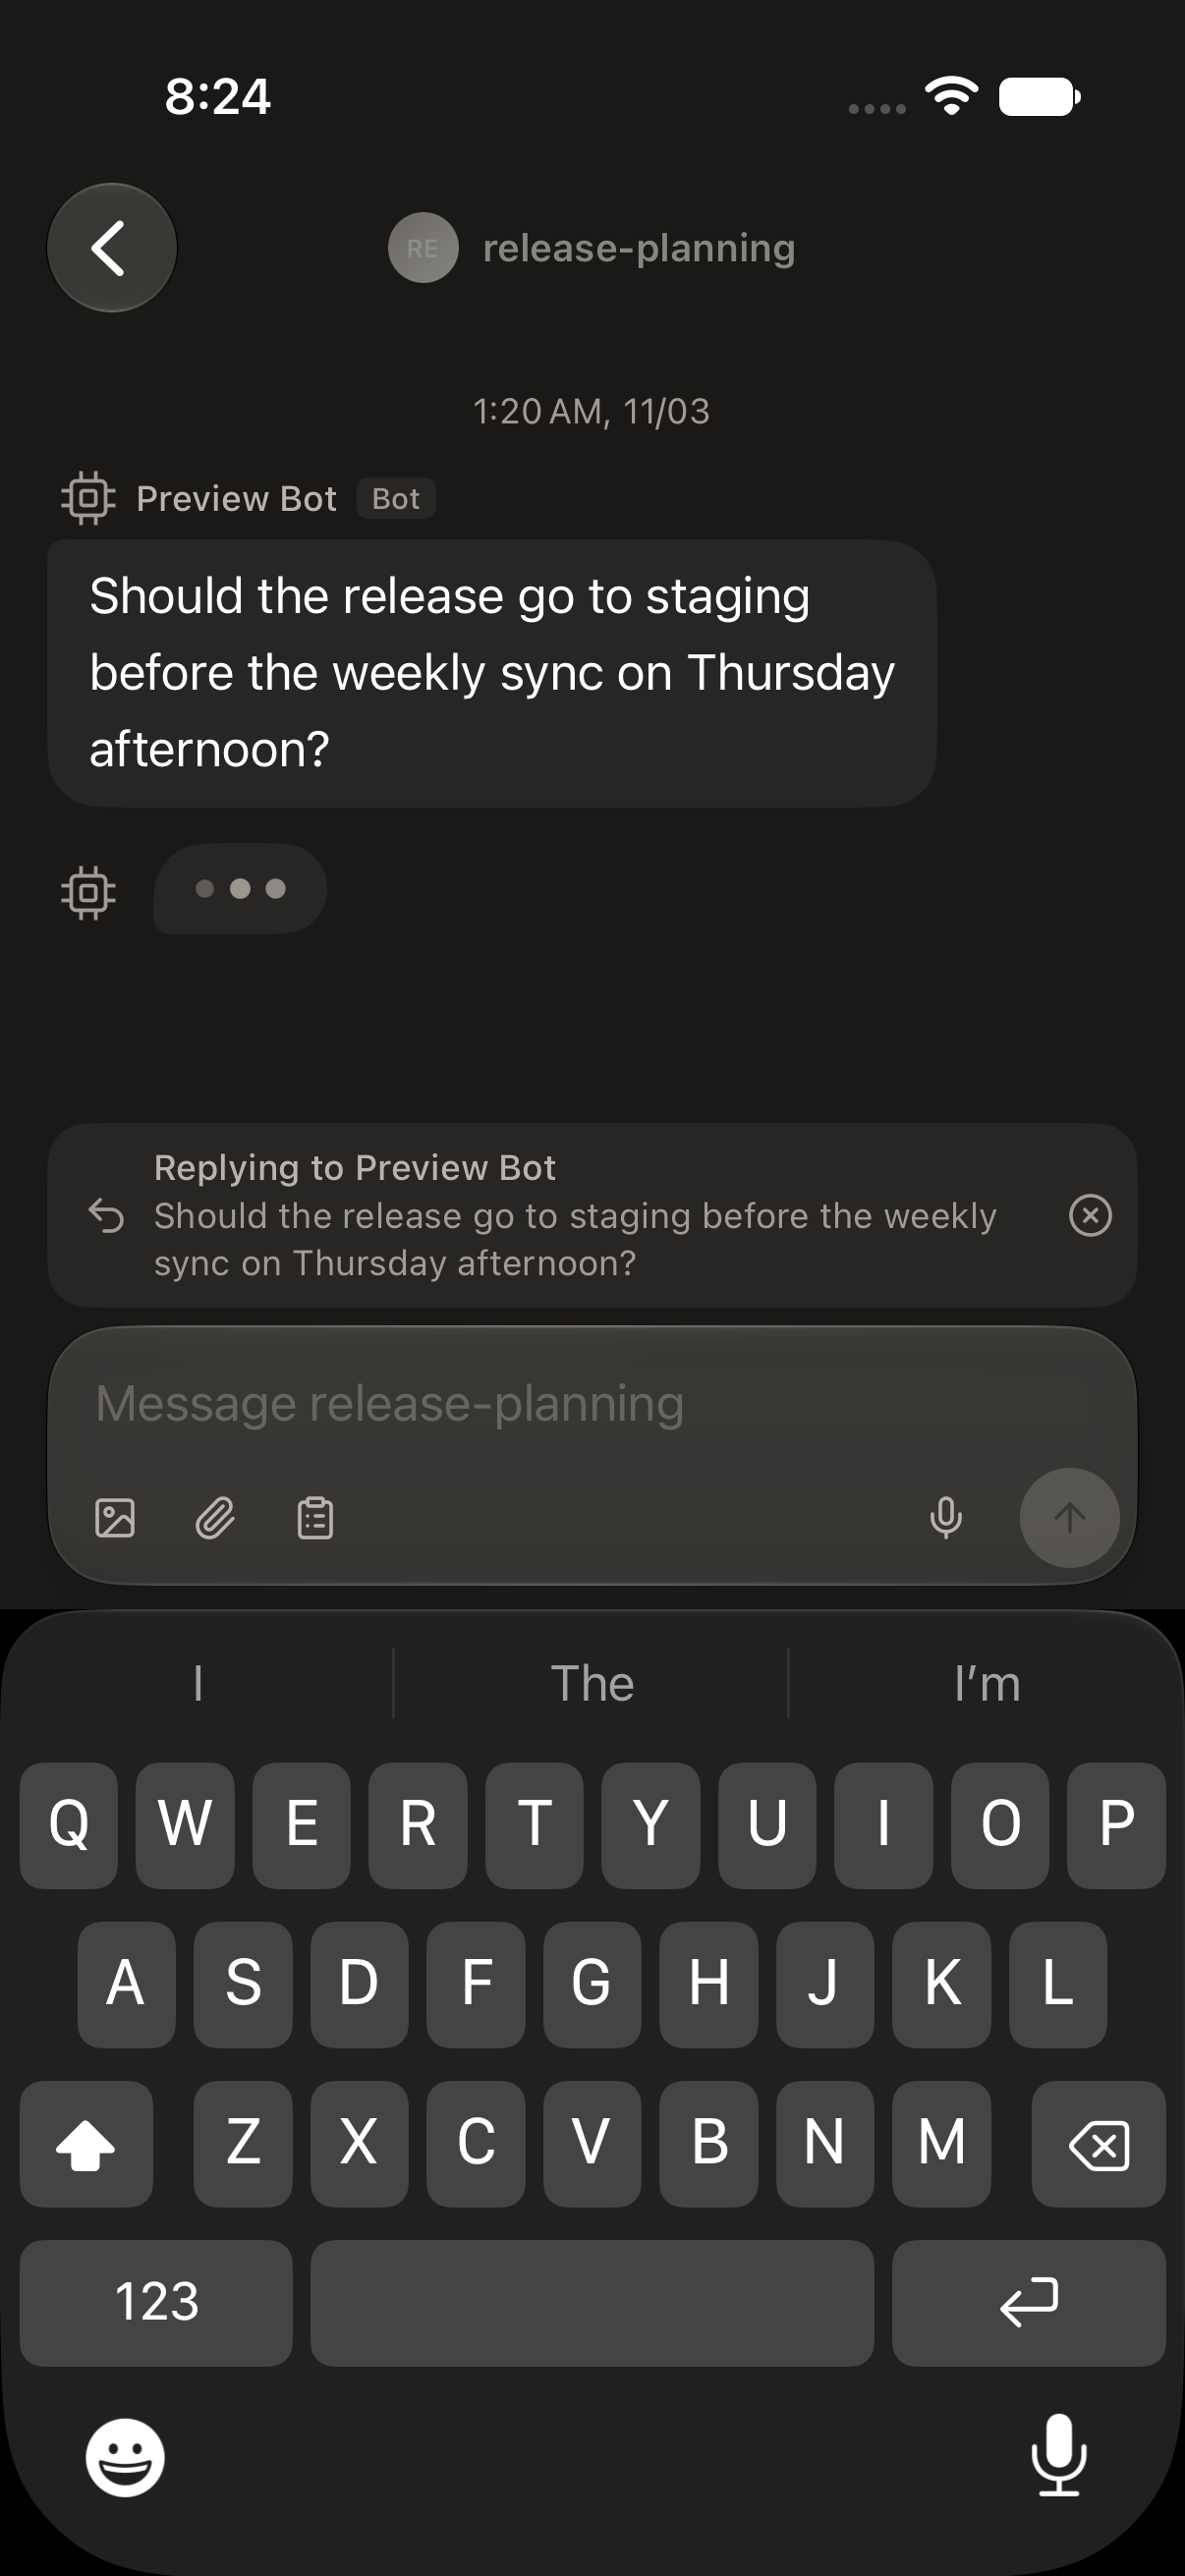 8:24
RE release-planning
1:20 AM, 11/03
Preview Bot Bot
Should the release go to staging
before the weekly sync on Thursday
afternoon?
Replying to Preview Bot
Should the release go to staging before the weekly
sync on Thursday afternoon?
Message release-planning
I The I’m
Q W E R T Y U I O P
A S D F G H J K L
Z X C V B N M
123